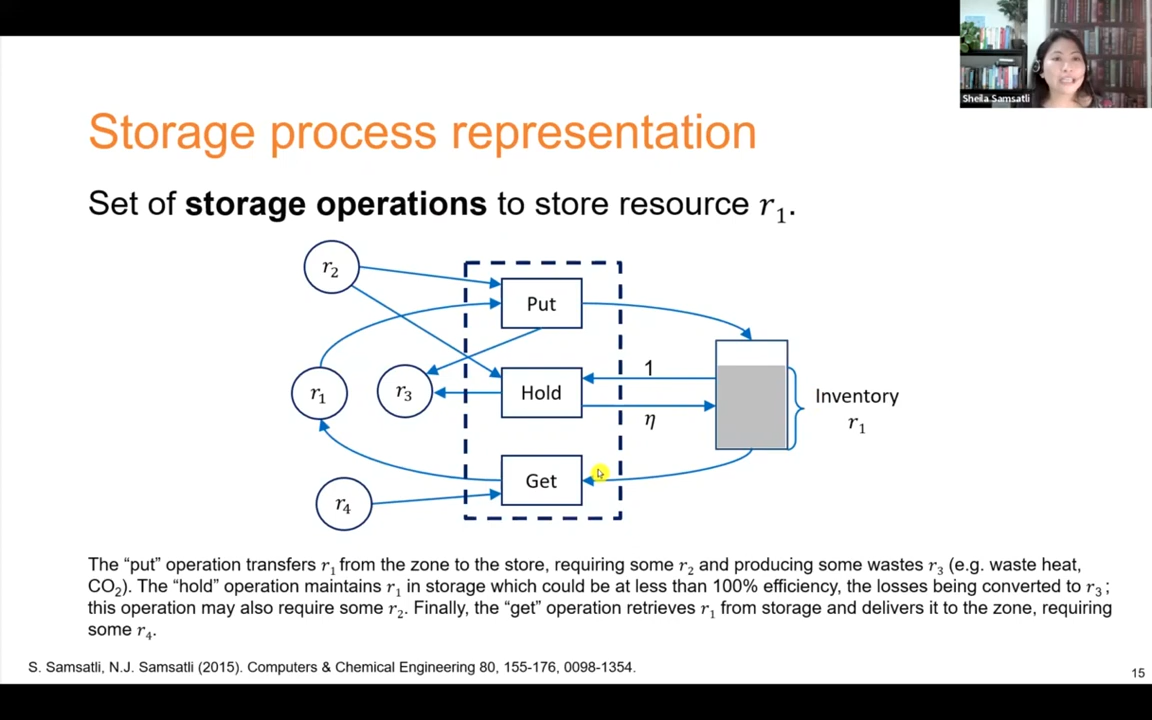 Sheila Samsatli
Storage process representation
Set of storage operations to store resource r₁.
r₂
Put
1
r₁
r₃
Hold
η
Inventory
r₁
Get
r₄
The “put” operation transfers r₁ from the zone to the store, requiring some r₂ and producing some wastes r₃ (e.g. waste heat,
CO₂). The “hold” operation maintains r₁ in storage which could be at less than 100% efficiency, the losses being converted to r₃;
this operation may also require some r₂. Finally, the “get” operation retrieves r₁ from storage and delivers it to the zone, requiring
some r₄.
S. Samsatli, N.J. Samsatli (2015). Computers & Chemical Engineering 80, 155-176, 0098-1354.
15